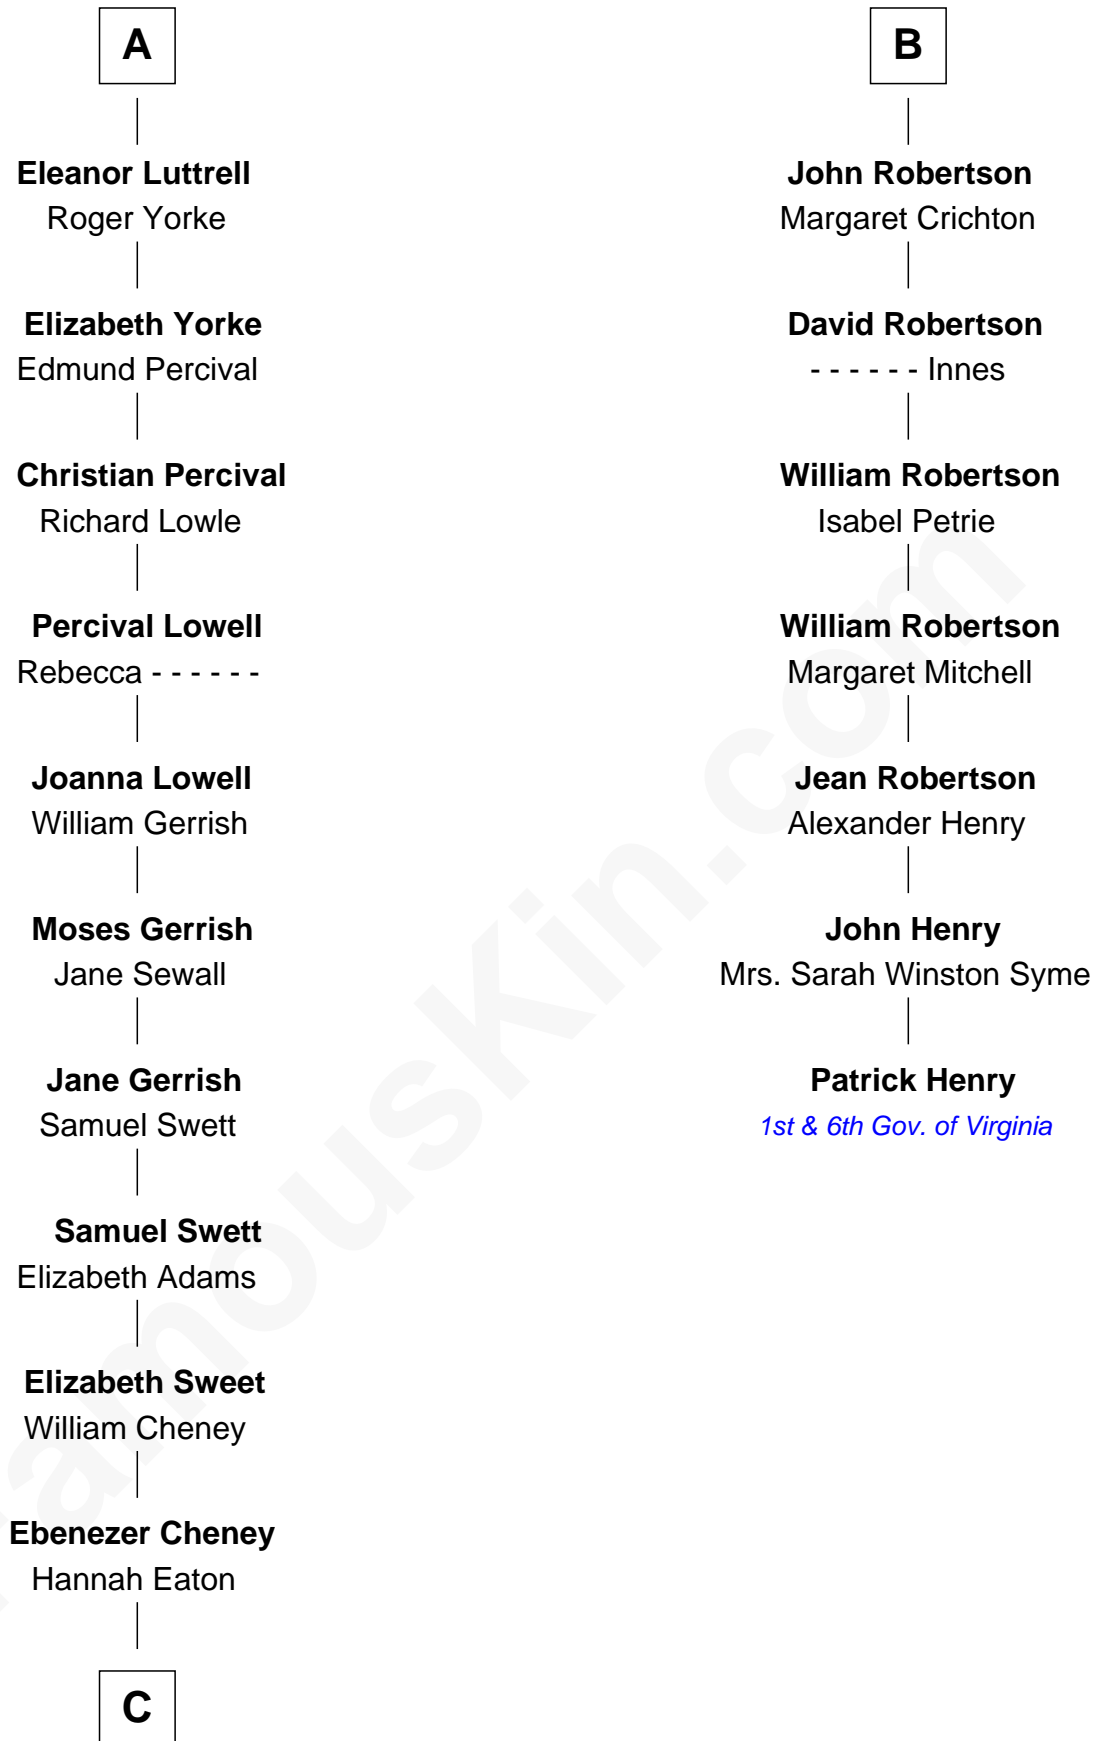 A
Eleanor Luttrell
Roger Yorke
Elizabeth Yorke
Edmund Percival
Christian Percival
Richard Lowle
Percival Lowell
Rebecca - - - - - -
Joanna Lowell
William Gerrish
Moses Gerrish
Jane Sewall
Jane Gerrish
Samuel Swett
Samuel Swett
Elizabeth Adams
Elizabeth Sweet
William Cheney
Ebenezer Cheney
Hannah Eaton
C
B
John Robertson
Margaret Crichton
David Robertson
- - - - - - Innes
William Robertson
Isabel Petrie
William Robertson
Margaret Mitchell
Jean Robertson
Alexander Henry
John Henry
Mrs. Sarah Winston Syme
Patrick Henry
1st & 6th Gov. of Virginia
FamousKin.com